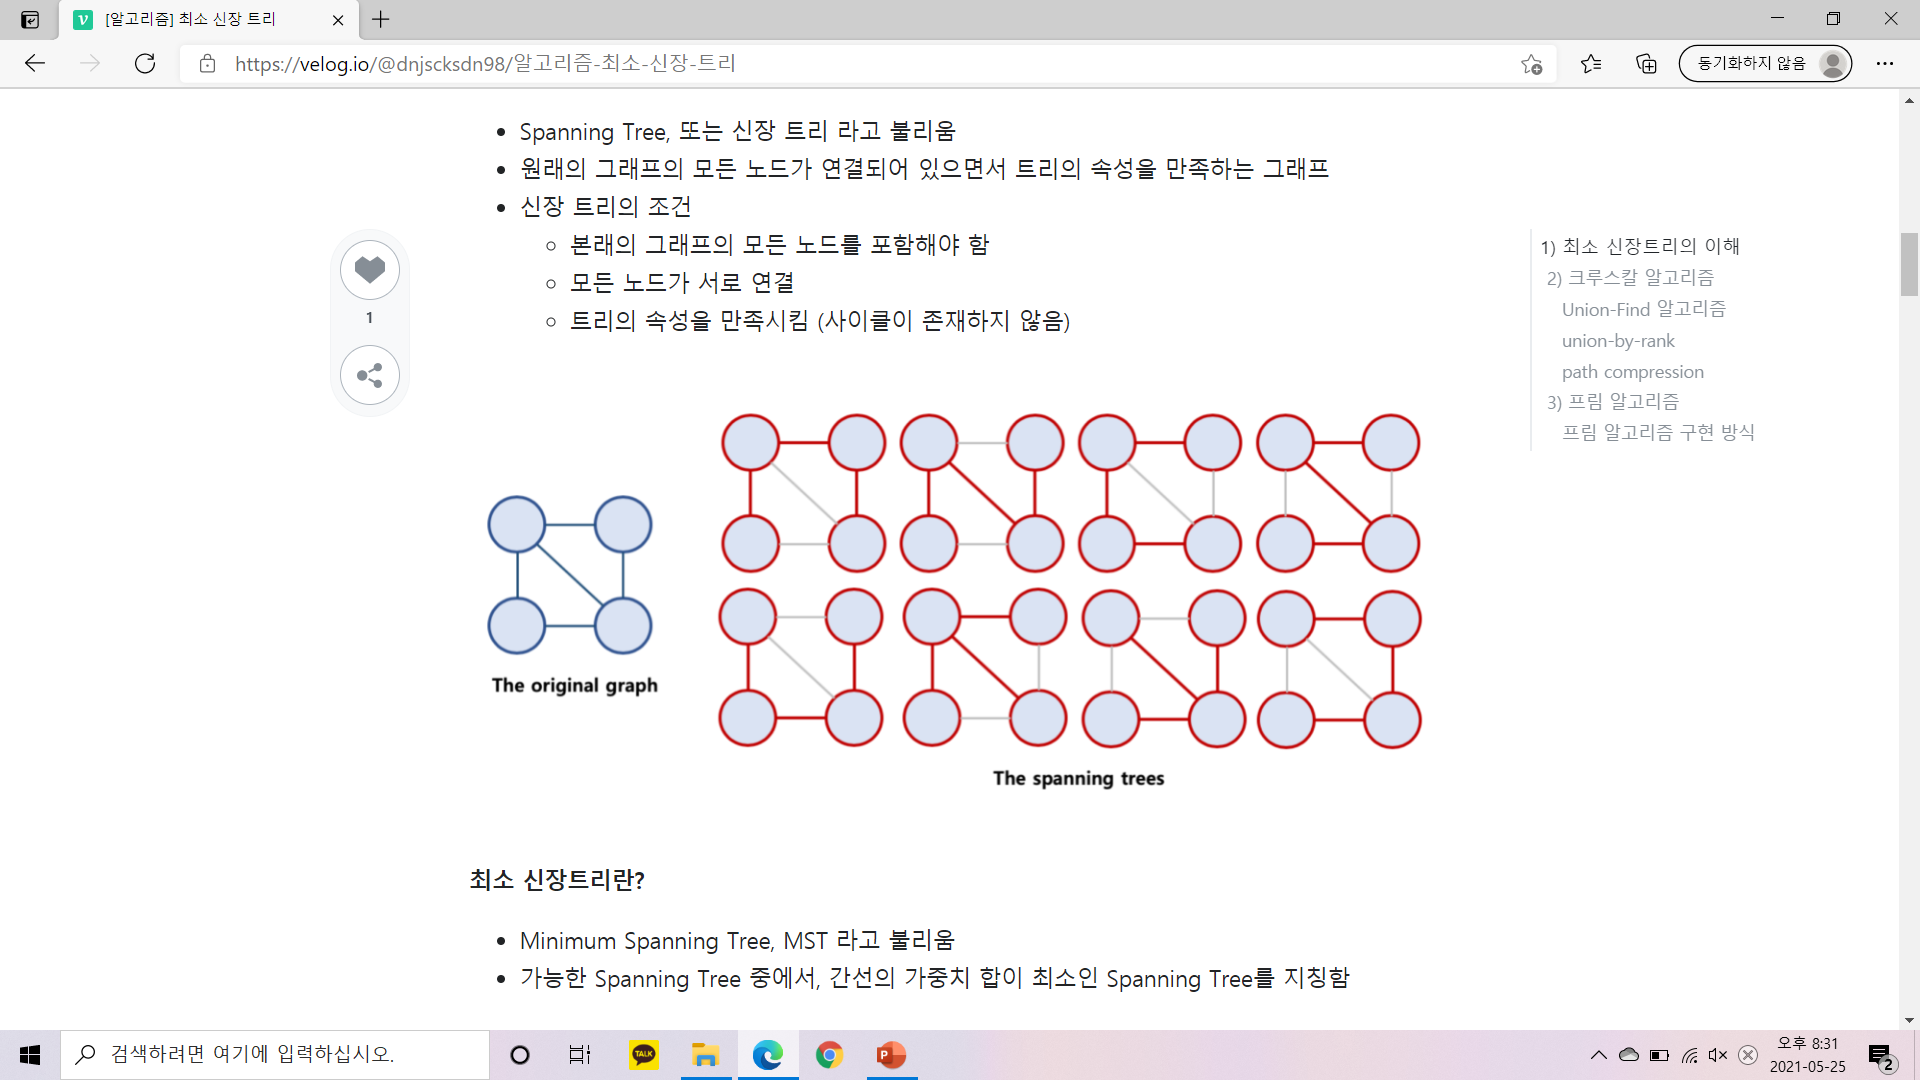 [알고리즘] 최소 신장 트리
https://velog.io/@dnjscksdn98/알고리즘-최소-신장-트리
동기화하지 않음
Spanning Tree, 또는 신장 트리 라고 불리움
원래의 그래프의 모든 노드가 연결되어 있으면서 트리의 속성을 만족하는 그래프
신장 트리의 조건
본래의 그래프의 모든 노드를 포함해야 함
모든 노드가 서로 연결
트리의 속성을 만족시킴 (사이클이 존재하지 않음)
1
1) 최소 신장트리의 이해
2) 크루스칼 알고리즘
Union-Find 알고리즘
union-by-rank
path compression
3) 프림 알고리즘
프림 알고리즘 구현 방식
The original graph
The spanning trees
최소 신장트리란?
Minimum Spanning Tree, MST 라고 불리움
가능한 Spanning Tree 중에서, 간선의 가중치 합이 최소인 Spanning Tree를 지칭함
검색하려면 여기에 입력하십시오.
TALK
P
오후 8:31
2021-05-25
2